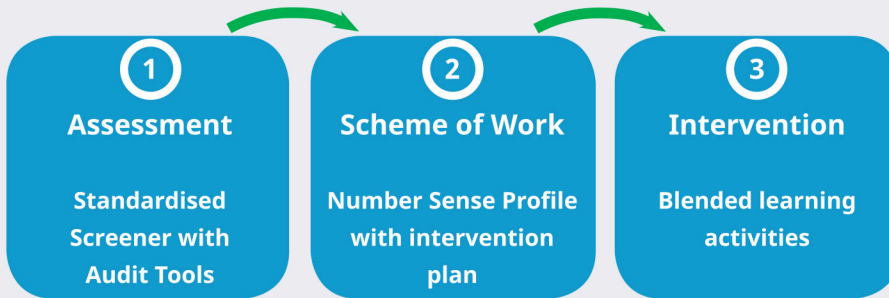 1
Assessment
Standardised
Screener with
Audit Tools
2
Scheme of Work
Number Sense Profile
with intervention
plan
3
Intervention
Blended learning
activities